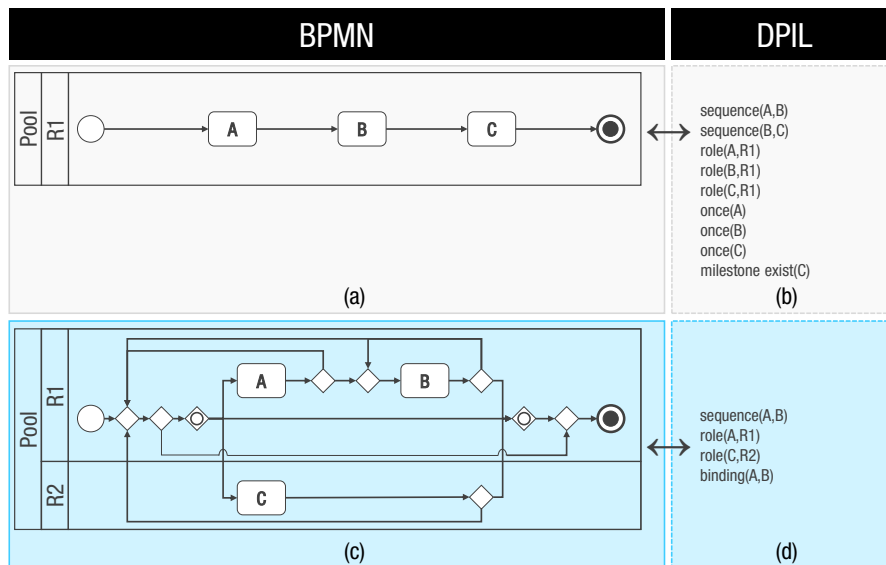 BPMN
DPIL
Pool
R1
A
B
C
sequence(A,B)
sequence(B,C)
role(A,R1)
role(B,R1)
role(C,R1)
once(A)
once(B)
once(C)
milestone exist(C)
(a)
(b)
Pool
R1
A
B
R2
C
sequence(A,B)
role(A,R1)
role(C,R2)
binding(A,B)
(c)
(d)